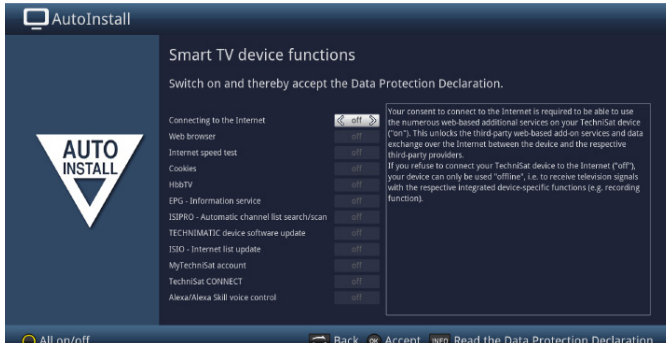 AutoInstall
Smart TV device functions
Switch on and thereby accept the Data Protection Declaration.
AUTO
INSTALL
Connecting to the Internet off
Web browser off
Internet speed test off
Cookies off
HbbTV off
EPG - Information service off
ISIPRO - Automatic channel list search/scan off
TECHNIMATIC device software update off
ISIO - Internet list update off
MyTechniSat account off
TechniSat CONNECT off
Alexa/Alexa Skill voice control off
Your consent to connect to the Internet is required to be able to use
the numerous web-based additional services on your TechniSat device
("on"). This unlocks the third-party web-based add-on services and data
exchange over the Internet between the device and the respective
third-party providers.
If you refuse to connect your TechniSat device to the Internet ("off"),
your device can only be used "offline", i.e. to receive television signals
with the respective integrated device-specific functions (e.g. recording
function).
All on/off Back OK Accept INFO Read the Data Protection Declaration